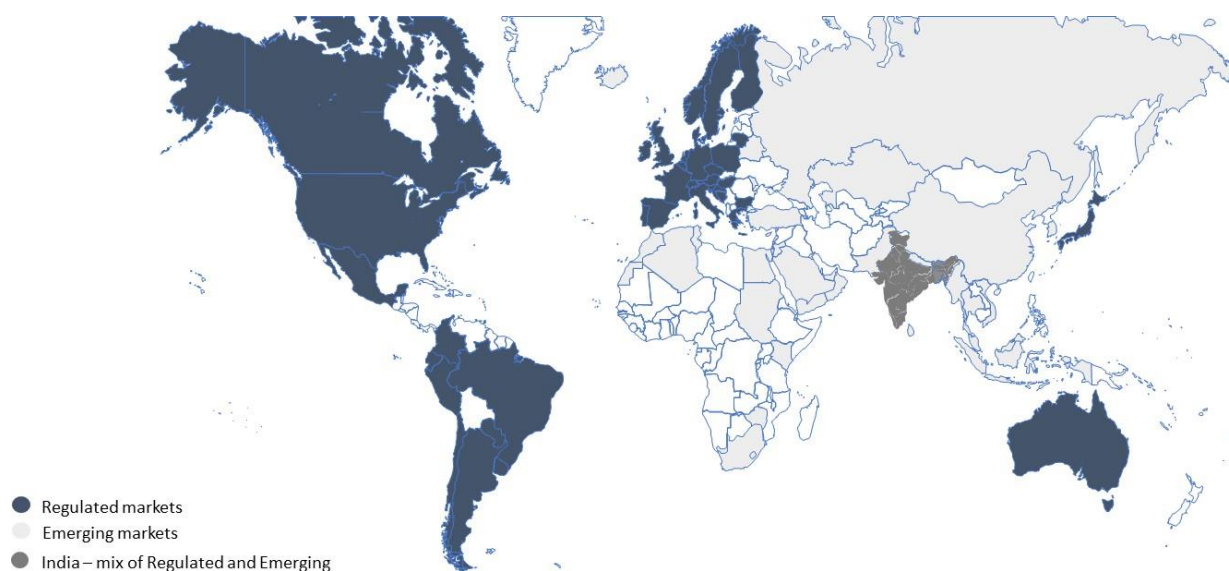 Regulated markets
Emerging markets
India – mix of Regulated and Emerging